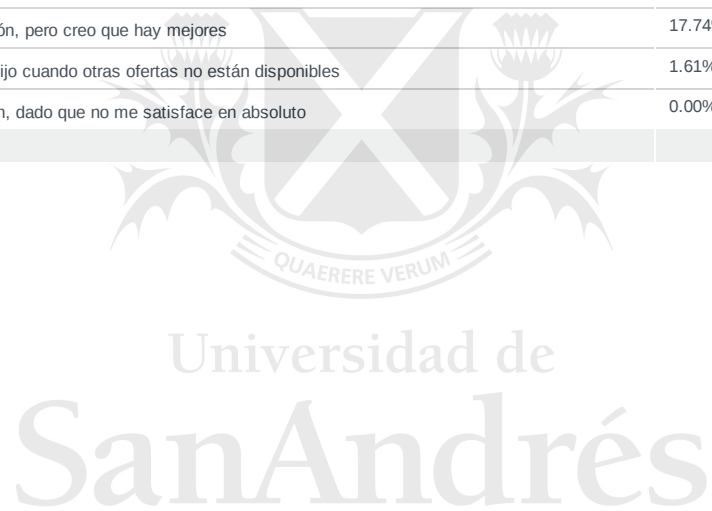 ón, pero creo que hay mejores 17.74%
ijo cuando otras ofertas no están disponibles 1.61%
n, dado que no me satisface en absoluto 0.00%
QUAERERE VERUM
Universidad de
SanAndrés